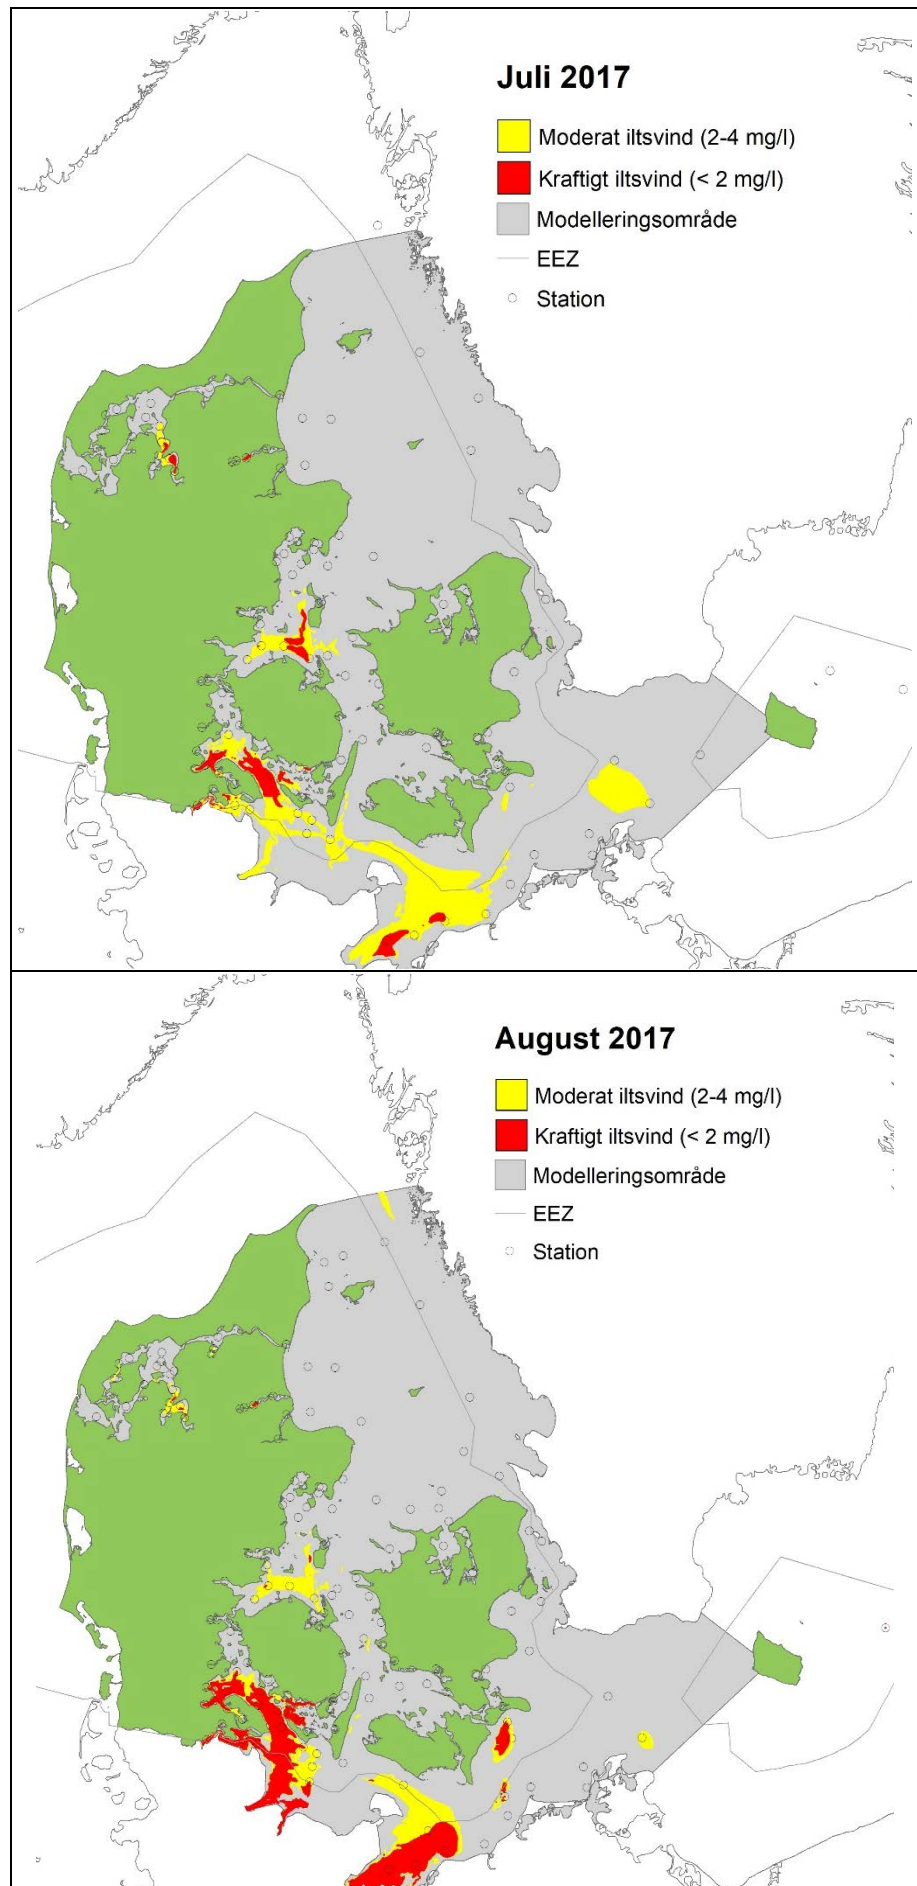 Juli 2017
Moderat iltsvind (2-4 mg/l)
Kraftigt iltsvind (< 2 mg/l)
Modelleringsområde
EEZ
Station
August 2017
Moderat iltsvind (2-4 mg/l)
Kraftigt iltsvind (< 2 mg/l)
Modelleringsområde
EEZ
Station